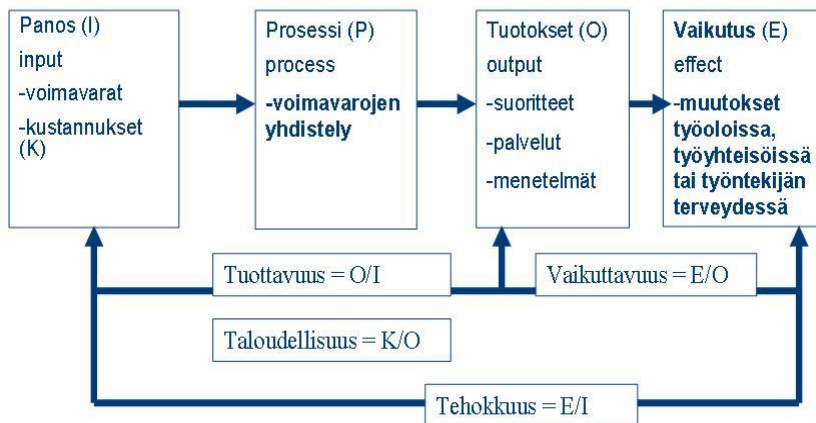 Panos (I)
input
-voimavarat
-kustannukset
(K)
Prosessi (P)
process
-voimavarojen
yhdistely
Tuotokset (O)
output
-suoritteet
-palvelut
-menetelmät
Vaikutus (E)
effect
-muutokset
työoloissa,
työyhteisöissä
tai työntekijän
terveydessä
Tuottavuus = O/I
Vaikuttavuus = E/O
Taloudellisuus = K/O
Tehokkuus = E/I